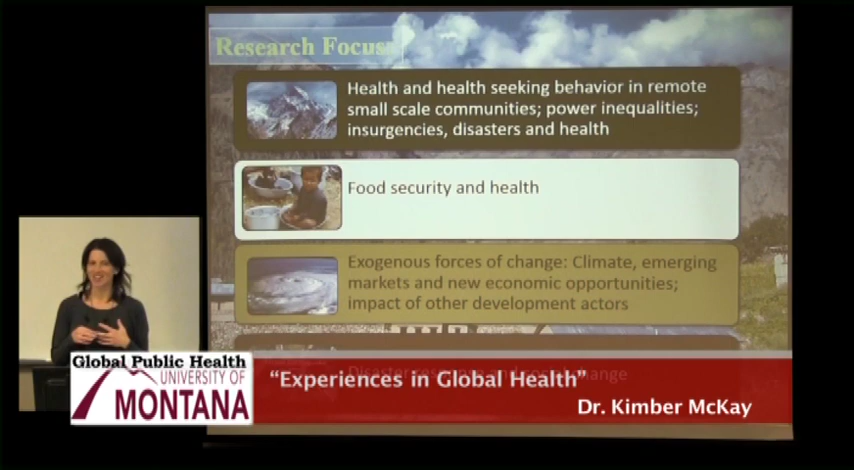 Research Focus
Health and health seeking behavior in remote
small scale communities; power inequalities;
insurgencies, disasters and health
Food security and health
Exogenous forces of change: Climate, emerging
markets and new economic opportunities;
impact of other development actors
Global Public Health
UNIVERSITY OF
MONTANA
“Experiences in Global Health”
Dr. Kimber McKay